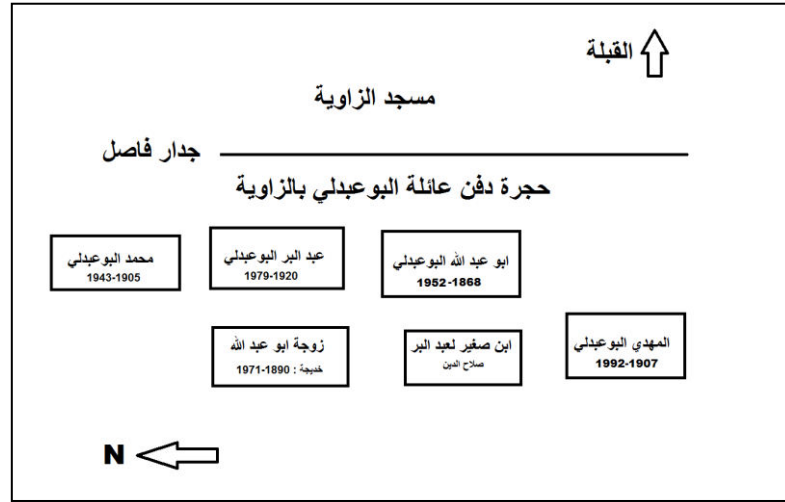 القبلة
مسجد الزاوية
جدار فاصل
حجرة دفن عائلة البوعبدلي بالزاوية
ابو عبد الله البوعبدلي
1952-1868
عبد البر البوعبدلي
1979-1920
محمد البوعبدلي
1943-1905
المهدي البوعبدلي
1992-1907
ابن صغير لعبد البر
صلاح الدين
زوجة ابو عبد الله
خديجة : 1890-1971
N